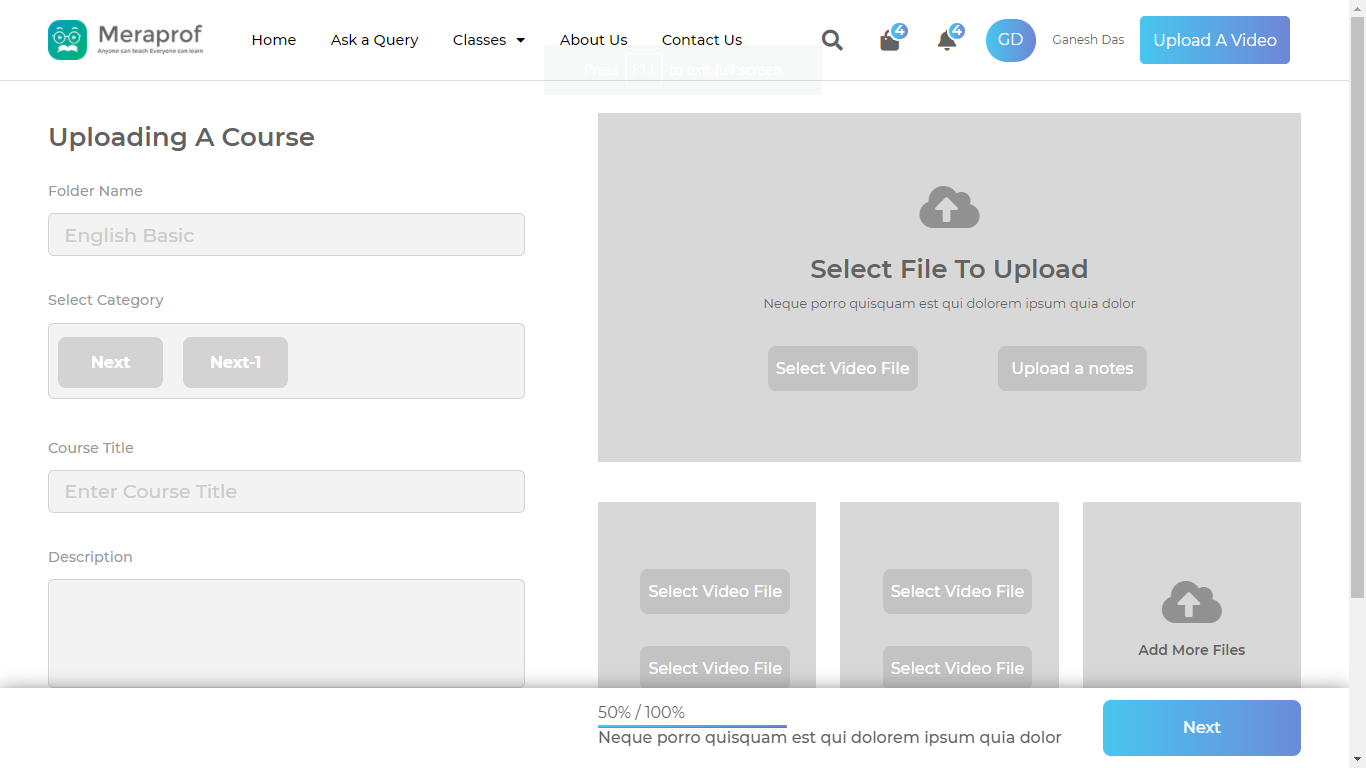 Meraprof
Anyone can teach Everyone can learn
Home
Ask a Query
Classes
About Us
Contact Us
4
4
GD
Ganesh Das
Upload A Video
Press F11 to exit full screen
Uploading A Course
Folder Name
English Basic
Select Category
Next
Next-1
Course Title
Enter Course Title
Description
Select File To Upload
Neque porro quisquam est qui dolorem ipsum quia dolor
Select Video File
Upload a notes
Select Video File
Select Video File
Select Video File
Select Video File
Add More Files
50% / 100%
Neque porro quisquam est qui dolorem ipsum quia dolor
Next